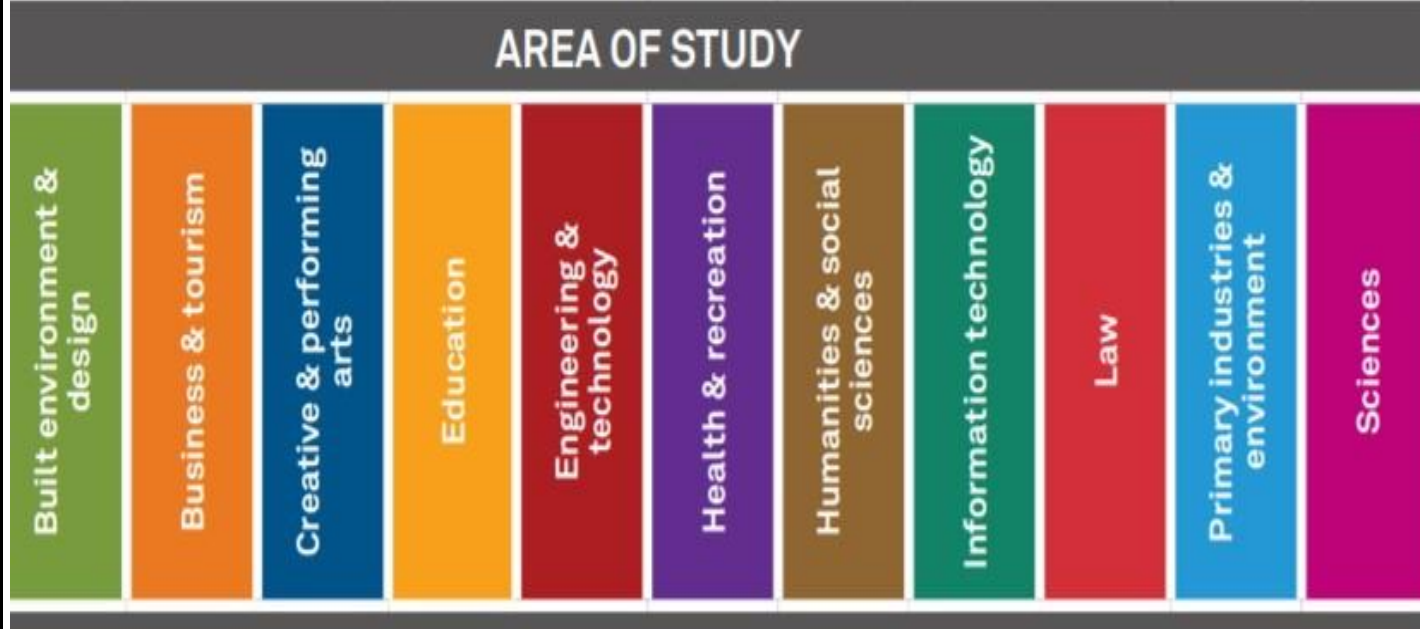 AREA OF STUDY
Built environment &
design
Business & tourism
Creative & performing
arts
Education
Engineering &
technology
Health & recreation
Humanities & social
sciences
Information technology
Law
Primary industries &
environment
Sciences